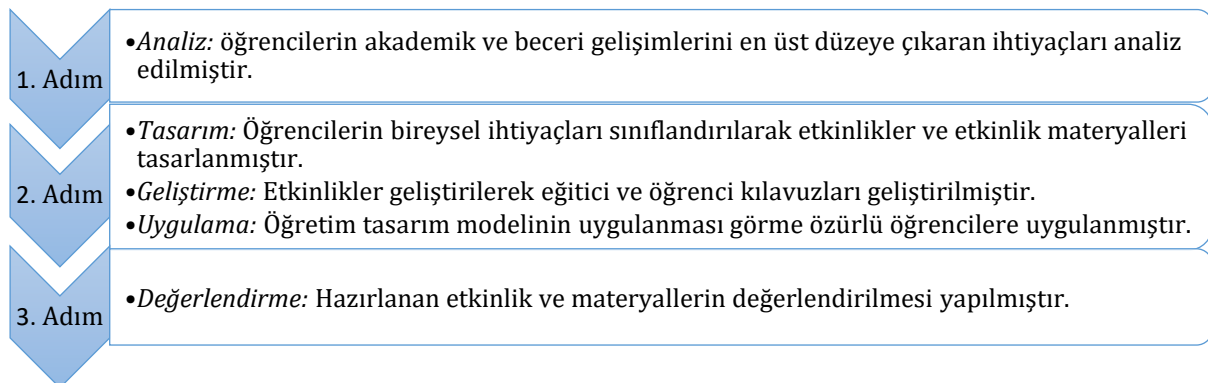 1. Adım
•Analiz: öğrencilerin akademik ve beceri gelişimlerini en üst düzeye çıkaran ihtiyaçları analiz
edilmiştir.
2. Adım
•Tasarım: Öğrencilerin bireysel ihtiyaçları sınıflandırılarak etkinlikler ve etkinlik materyalleri
tasarlanmıştır.
•Geliştirme: Etkinlikler geliştirilerek eğitici ve öğrenci kılavuzları geliştirilmiştir.
•Uygulama: Öğretim tasarım modelinin uygulanması görme özürlü öğrencilere uygulanmıştır.
3. Adım
•Değerlendirme: Hazırlanan etkinlik ve materyallerin değerlendirilmesi yapılmıştır.